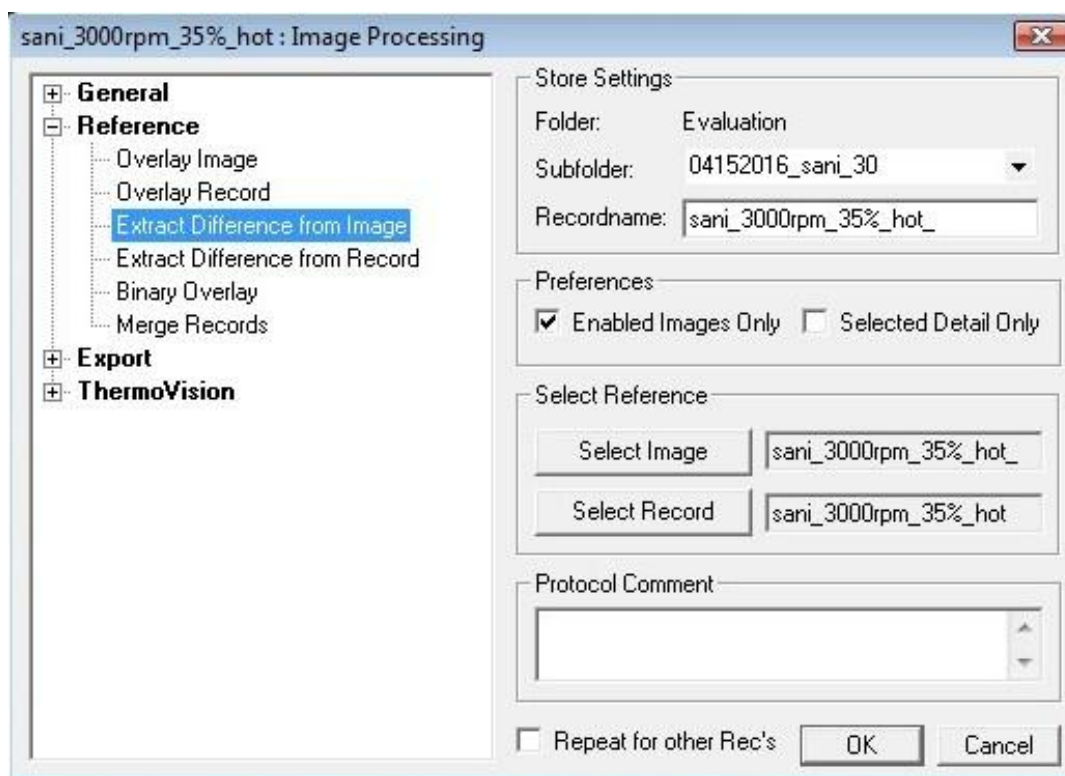 sani_3000rpm_35%_hot : Image Processing
General
Reference
Overlay Image
Overlay Record
Extract Difference from Image
Extract Difference from Record
Binary Overlay
Merge Records
Export
ThermoVision
Store Settings
Folder: Evaluation
Subfolder: 04152016_sani_30
Recordname: sani_3000rpm_35%_hot_
Preferences
Enabled Images Only Selected Detail Only
Select Reference
Select Image sani_3000rpm_35%_hot_
Select Record sani_3000rpm_35%_hot
Protocol Comment
Repeat for other Rec's OK Cancel